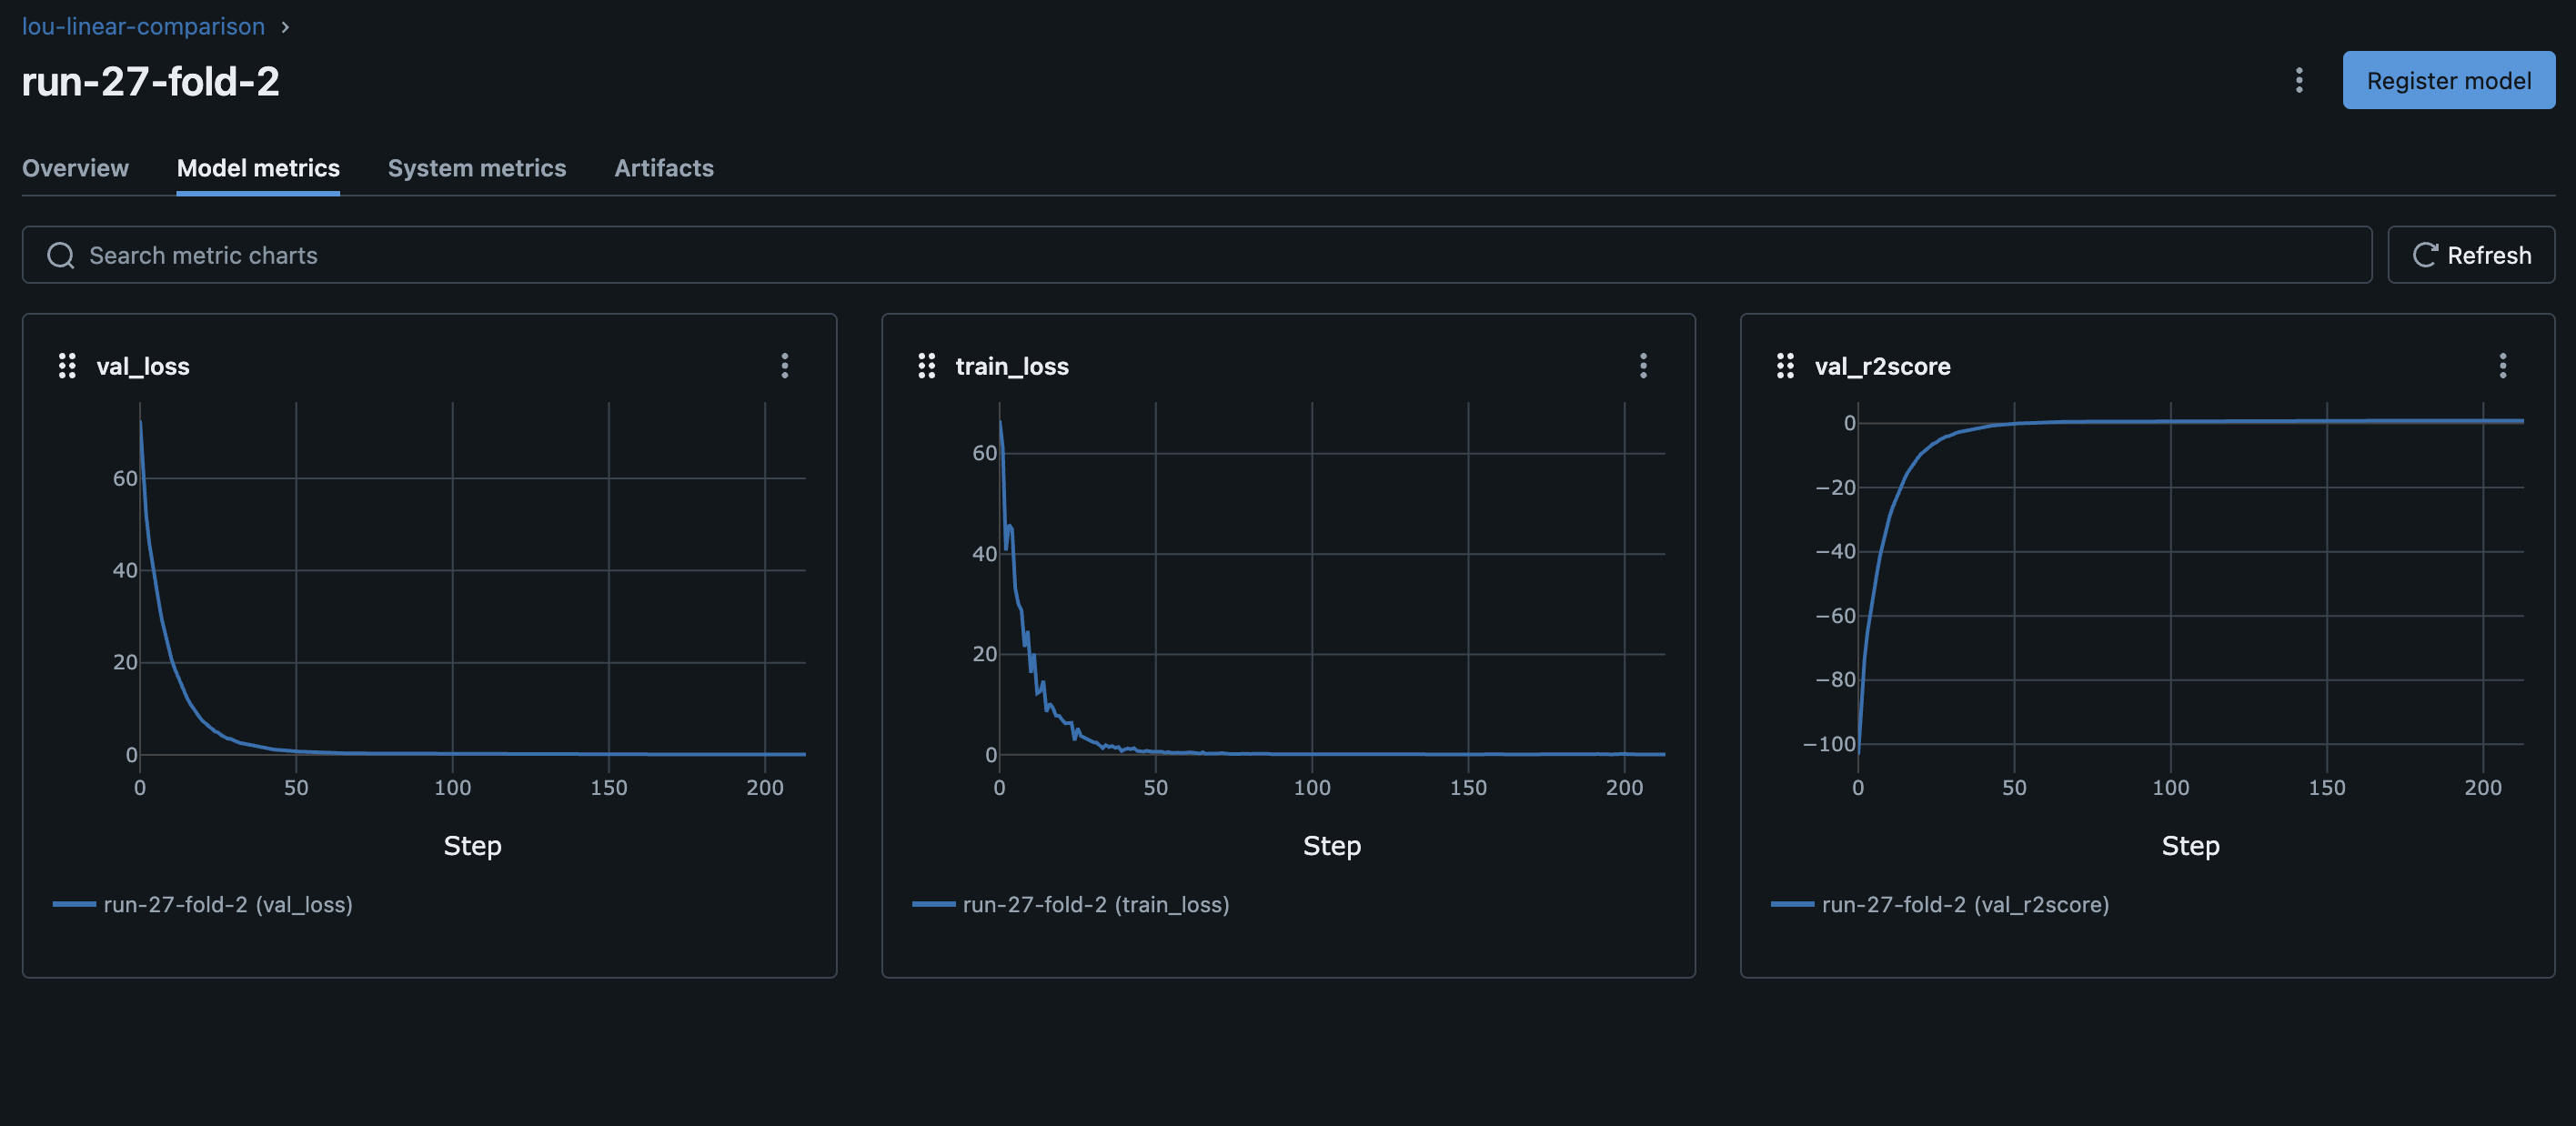 lou-linear-comparison ›
run-27-fold-2
Register model
Overview Model metrics System metrics Artifacts
Search metric charts
Refresh
val_loss
60
40
20
0
0 50 100 150 200
Step
run-27-fold-2 (val_loss)
train_loss
60
40
20
0
0 50 100 150 200
Step
run-27-fold-2 (train_loss)
val_r2score
0
−20
−40
−60
−80
−100
0 50 100 150 200
Step
run-27-fold-2 (val_r2score)